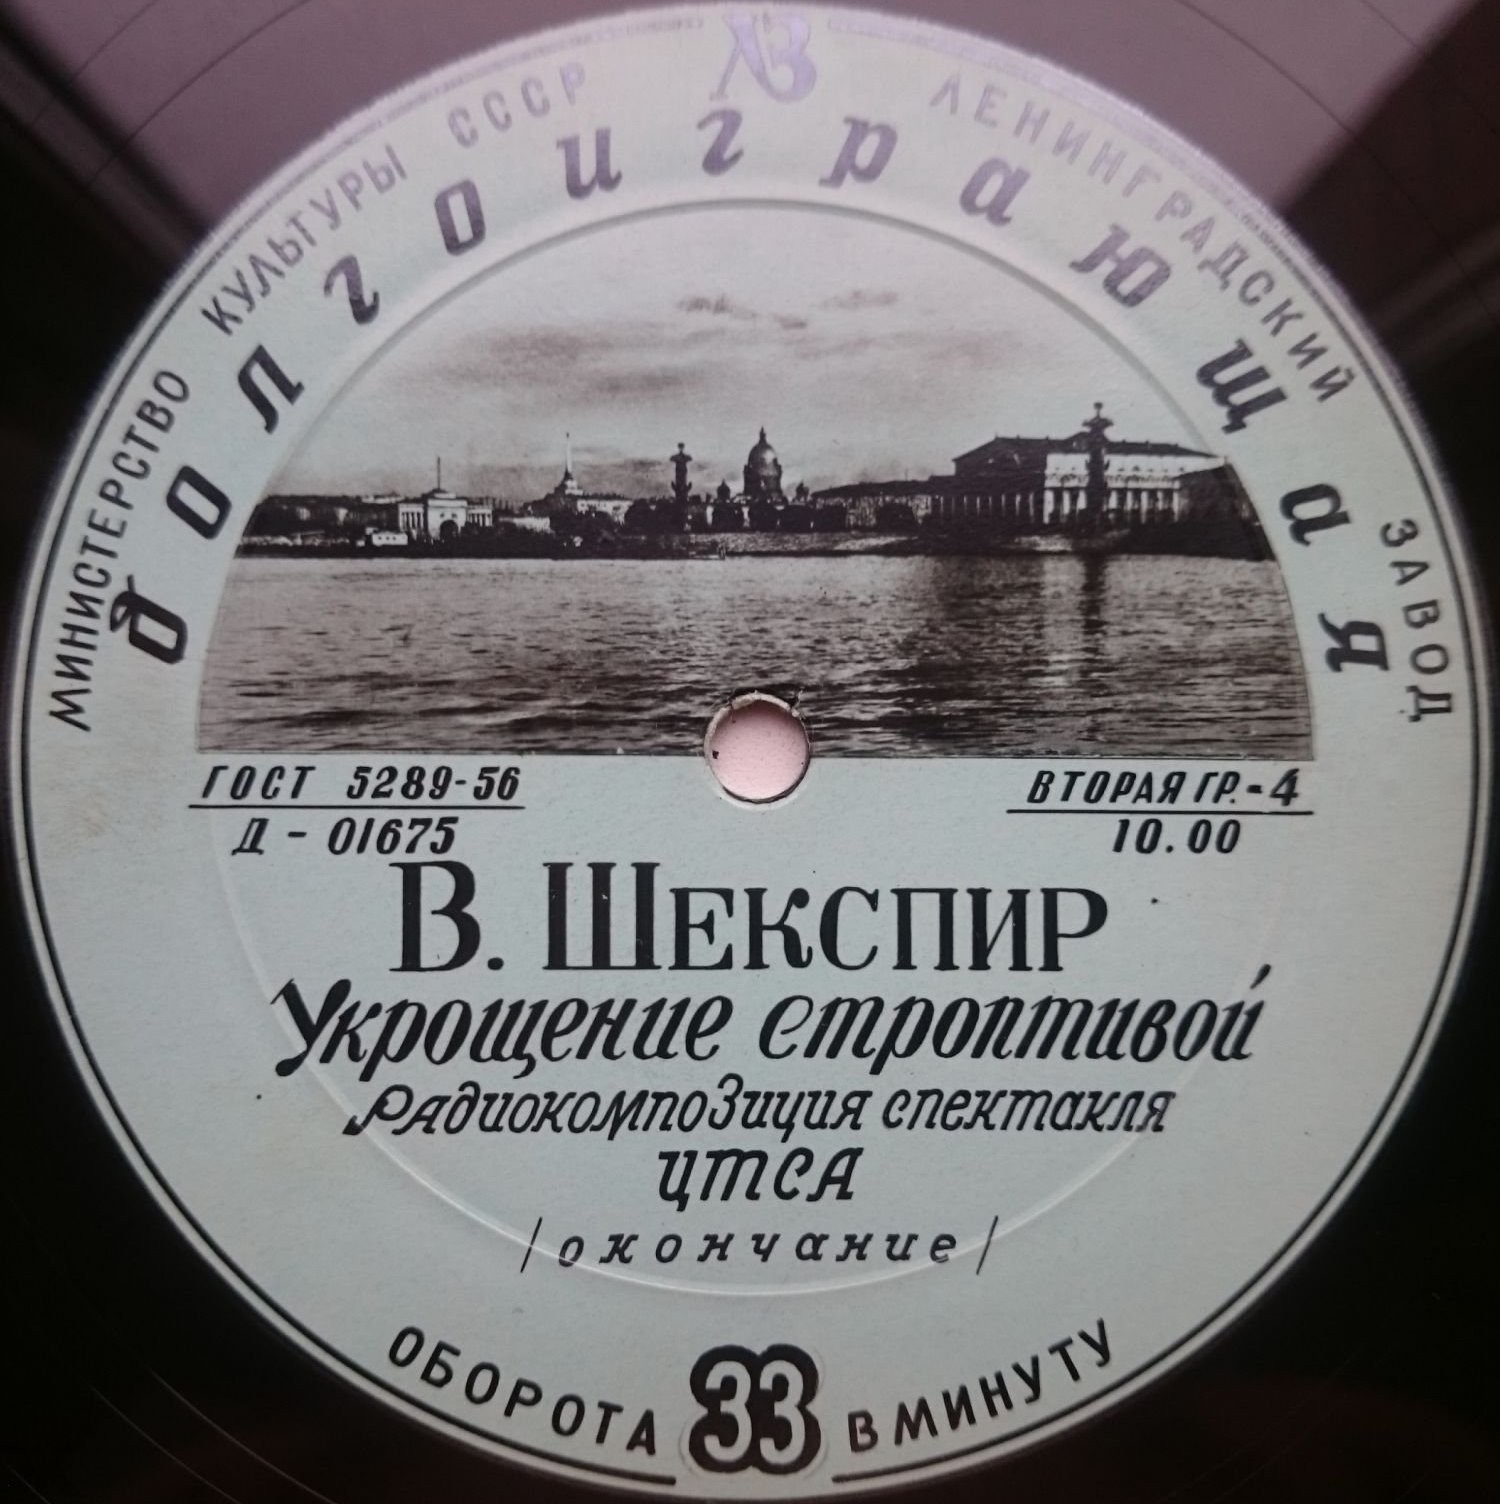 МИНИСТЕРСТВО КУЛЬТУРЫ СССР ЛЗ ЛЕНИНГРАДСКИЙ ЗАВОД
долгоиграющая
ГОСТ 5289-56
Д - 01675
ВТОРАЯ ГР. - 4
10.00
В. ШЕКСПИР
Укрощение строптивой
Радиокомпозиция спектакля
ЦТСА
/окончание/
ОБОРОТА 33 В МИНУТУ